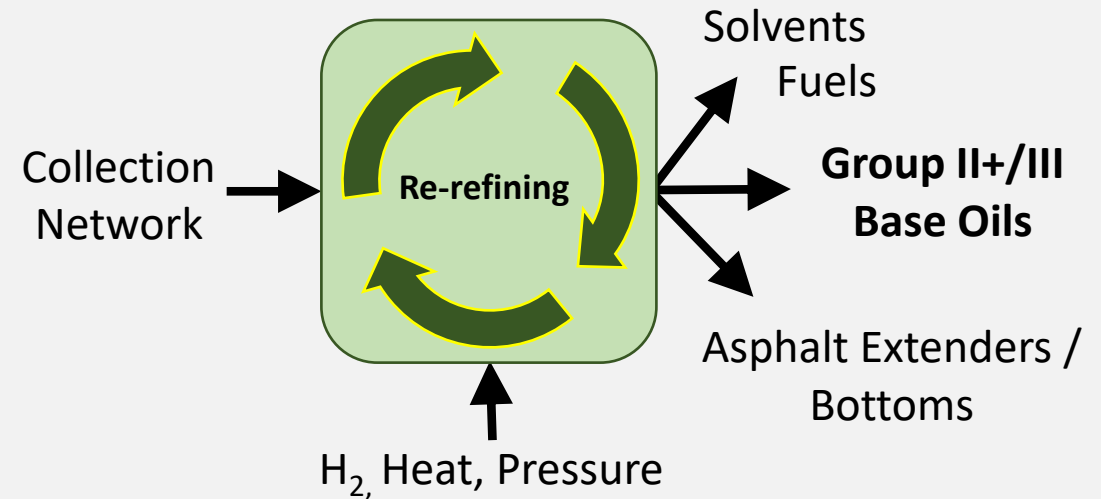 Solvents
Fuels
Collection
Network
Re-refining
Group II+/III
Base Oils
Asphalt Extenders /
Bottoms
H₂, Heat, Pressure